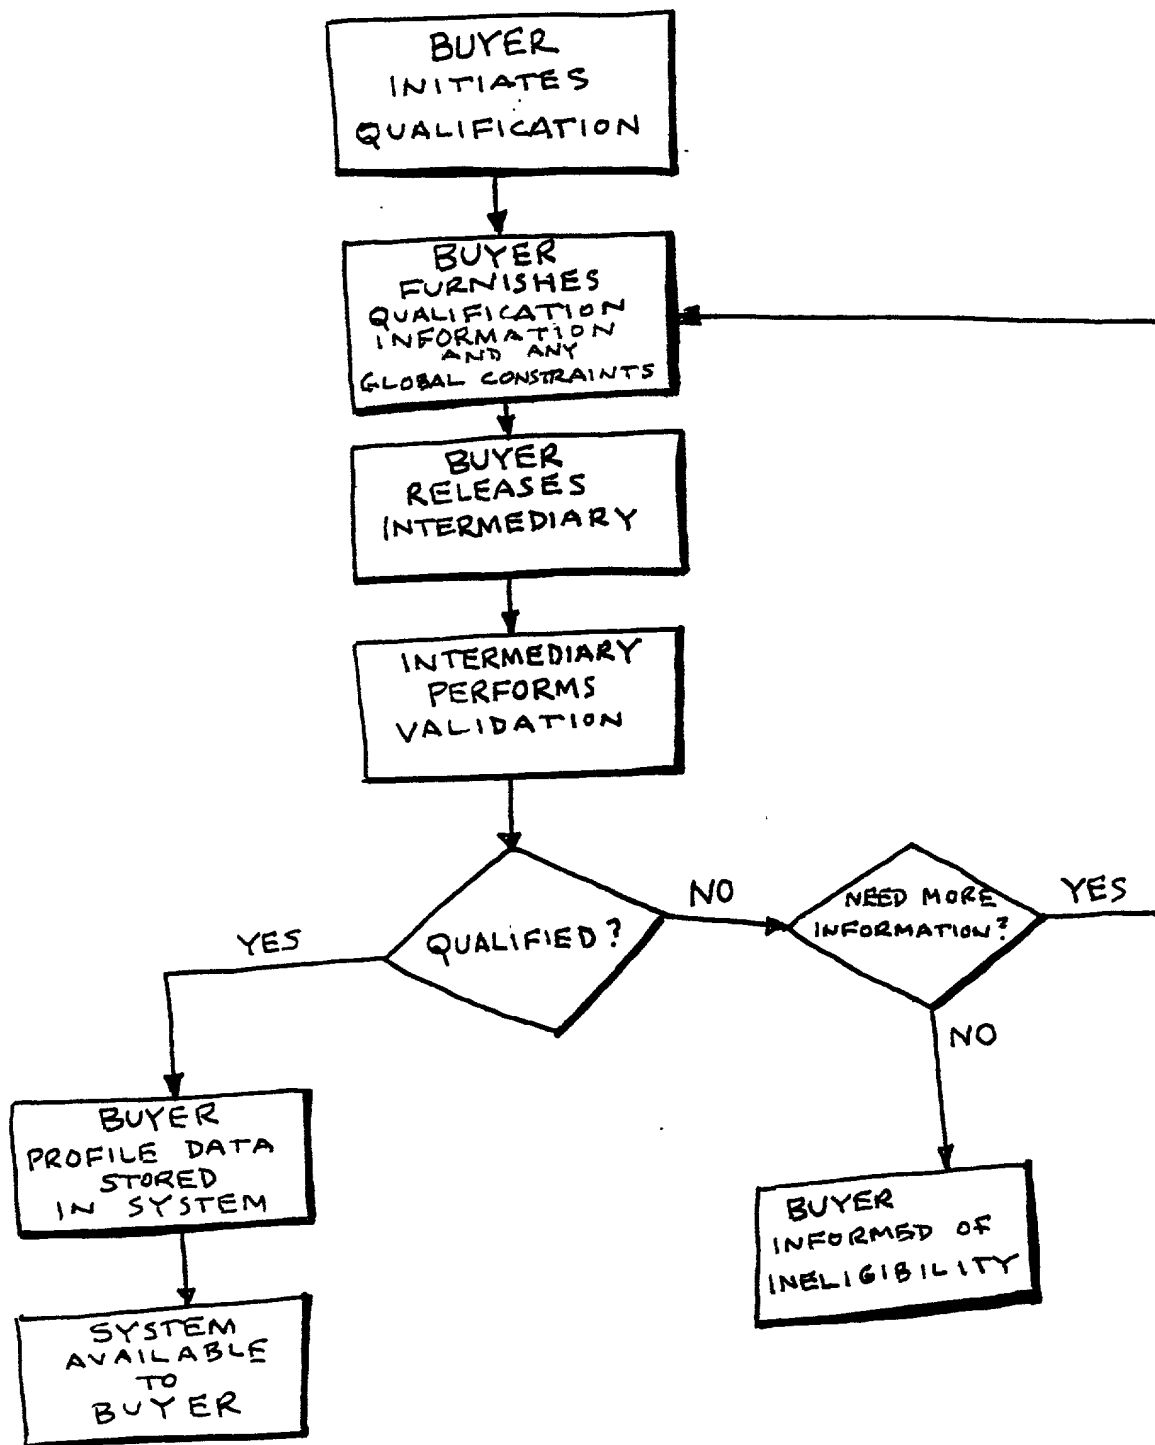 BUYER
INITIATES
QUALIFICATION
BUYER
FURNISHES
QUALIFICATION
INFORMATION
AND ANY
GLOBAL CONSTRAINTS
BUYER
RELEASES
INTERMEDIARY
INTERMEDIARY
PERFORMS
VALIDATION
QUALIFIED?
YES
NO
NEED MORE
INFORMATION?
YES
NO
BUYER
PROFILE DATA
STORED
IN SYSTEM
SYSTEM
AVAILABLE
TO
BUYER
BUYER
INFORMED OF
INELIGIBILITY